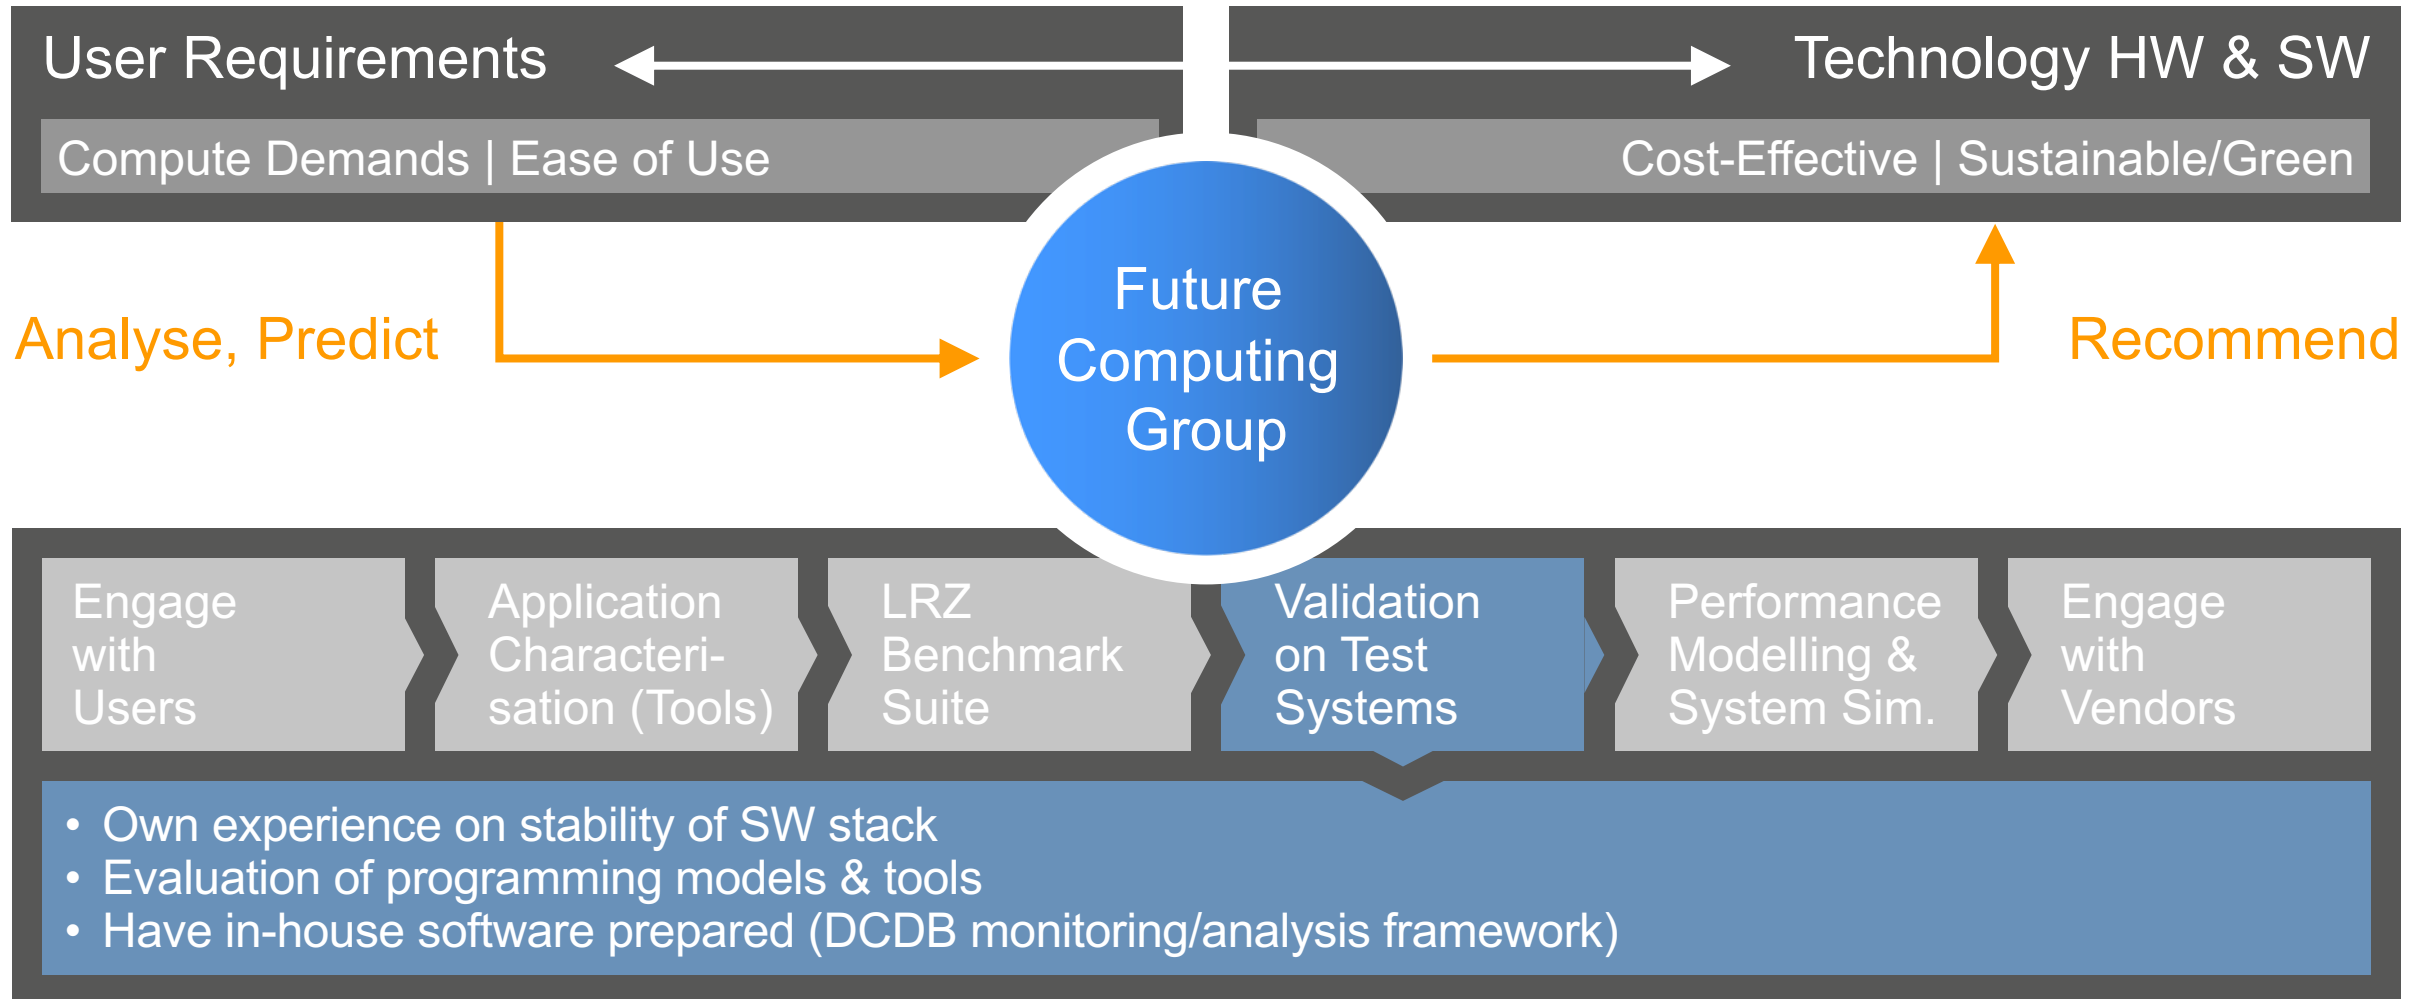 User Requirements
Technology HW & SW
Compute Demands | Ease of Use
Cost-Effective | Sustainable/Green
Analyse, Predict
Future
Computing
Group
Recommend
Engage
with
Users
Application
Characteri-
sation (Tools)
LRZ
Benchmark
Suite
Validation
on Test
Systems
Performance
Modelling &
System Sim.
Engage
with
Vendors
• Own experience on stability of SW stack
• Evaluation of programming models & tools
• Have in-house software prepared (DCDB monitoring/analysis framework)